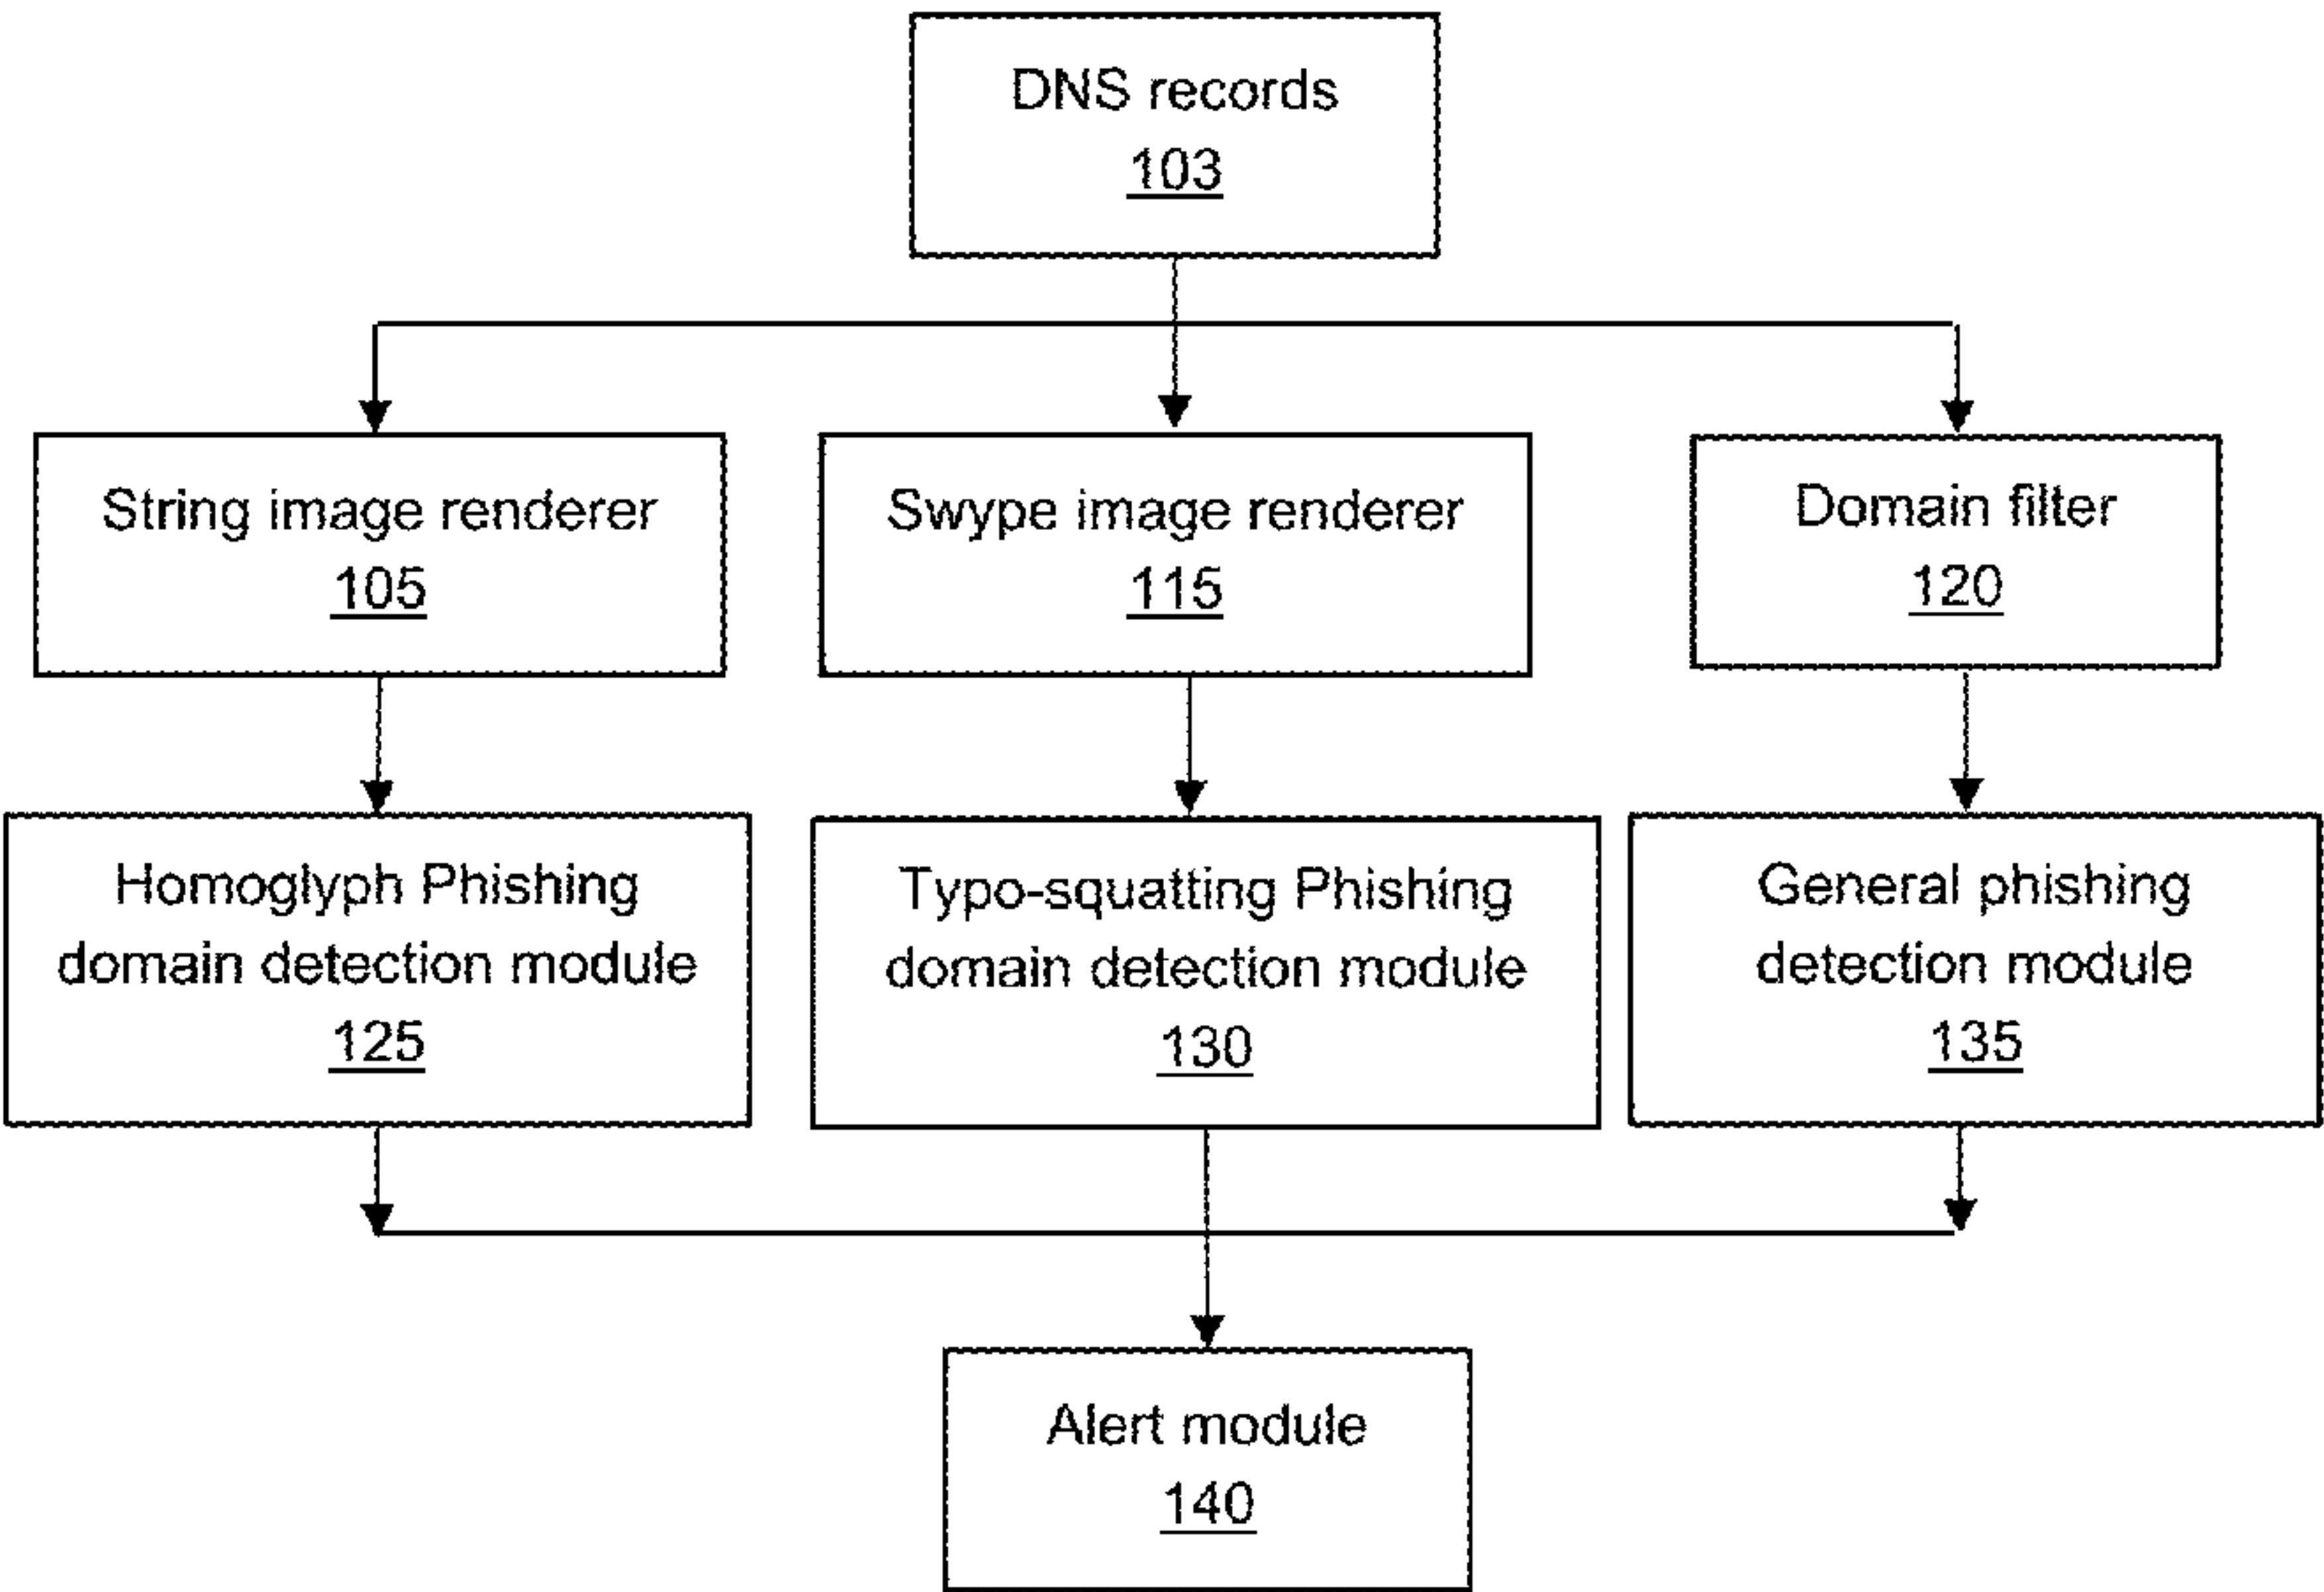 DNS records
103
String image renderer
105
Swype image renderer
115
Domain filter
120
Homoglyph Phishing
domain detection module
125
Typo-squatting Phishing
domain detection module
130
General phishing
detection module
135
Alert module
140